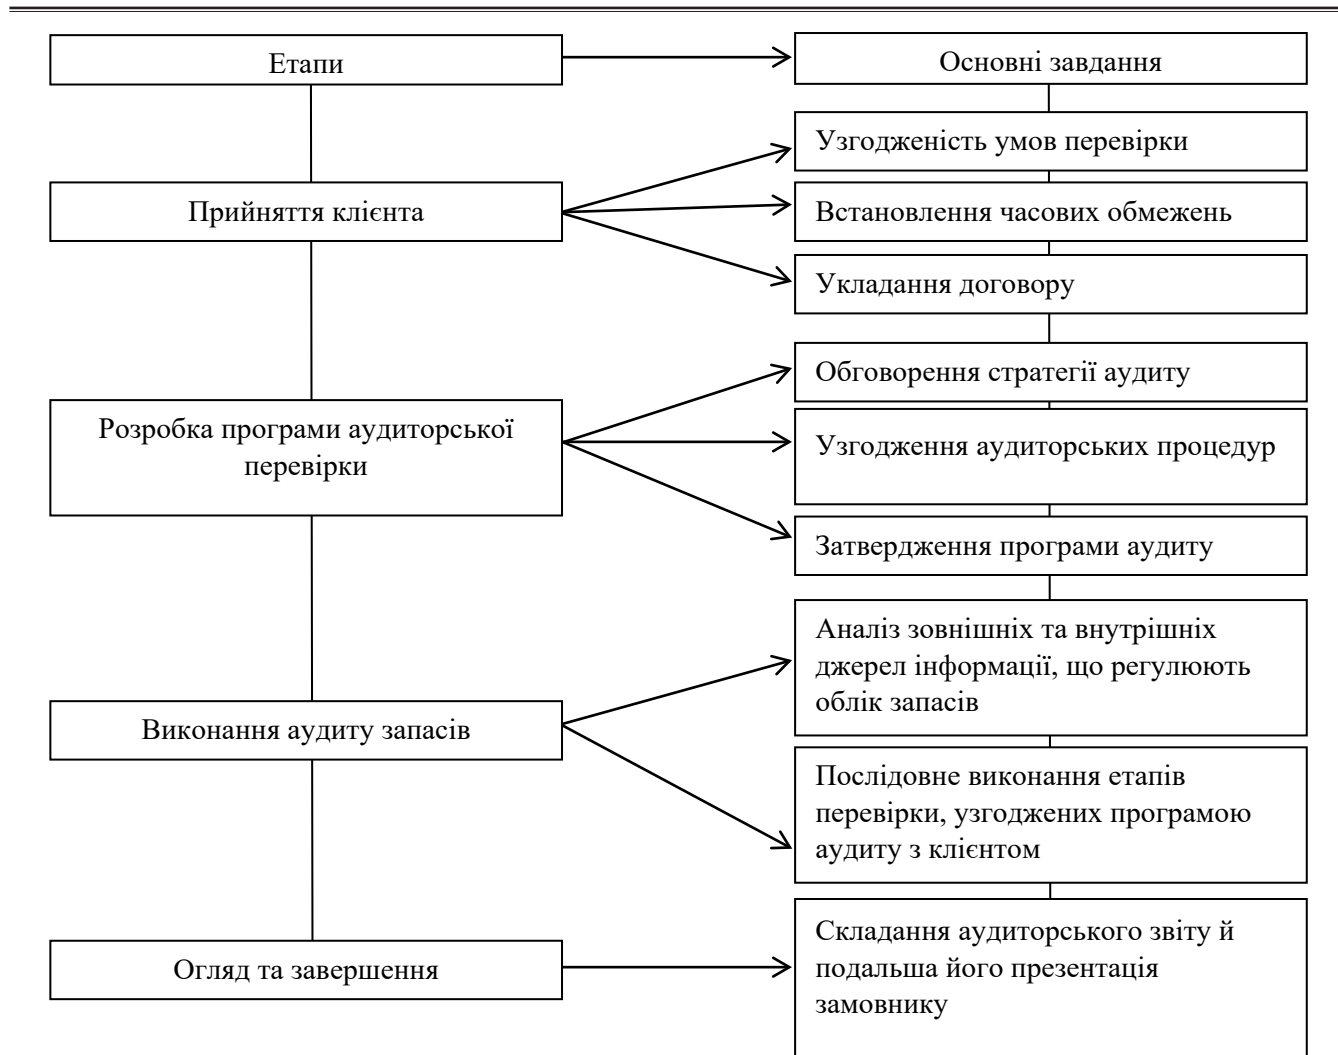 Етапи
Основні завдання
Прийняття клієнта
Узгодженість умов перевірки
Встановлення часових обмежень
Укладання договору
Розробка програми аудиторської
перевірки
Обговорення стратегії аудиту
Узгодження аудиторських процедур
Затвердження програми аудиту
Виконання аудиту запасів
Аналіз зовнішніх та внутрішніх
джерел інформації, що регулюють
облік запасів
Послідовне виконання етапів
перевірки, узгоджених програмою
аудиту з клієнтом
Огляд та завершення
Складання аудиторського звіту й
подальша його презентація
замовнику